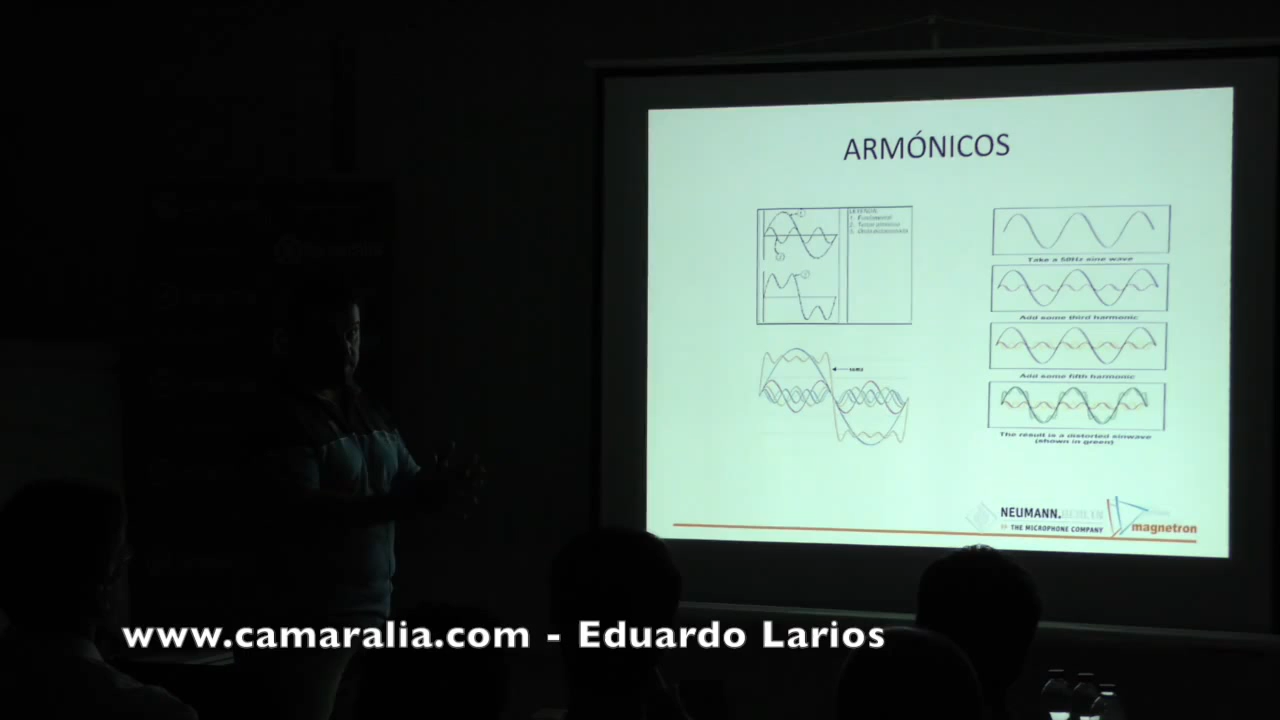 ARMÓNICOS
Take a 50Hz sine wave
Add some third harmonic
Add some fifth harmonic
The result is a distorted sinwave
(shown in green)
NEUMANN.BERLIN
THE MICROPHONE COMPANY
magnetron
www.camaralia.com - Eduardo Larios